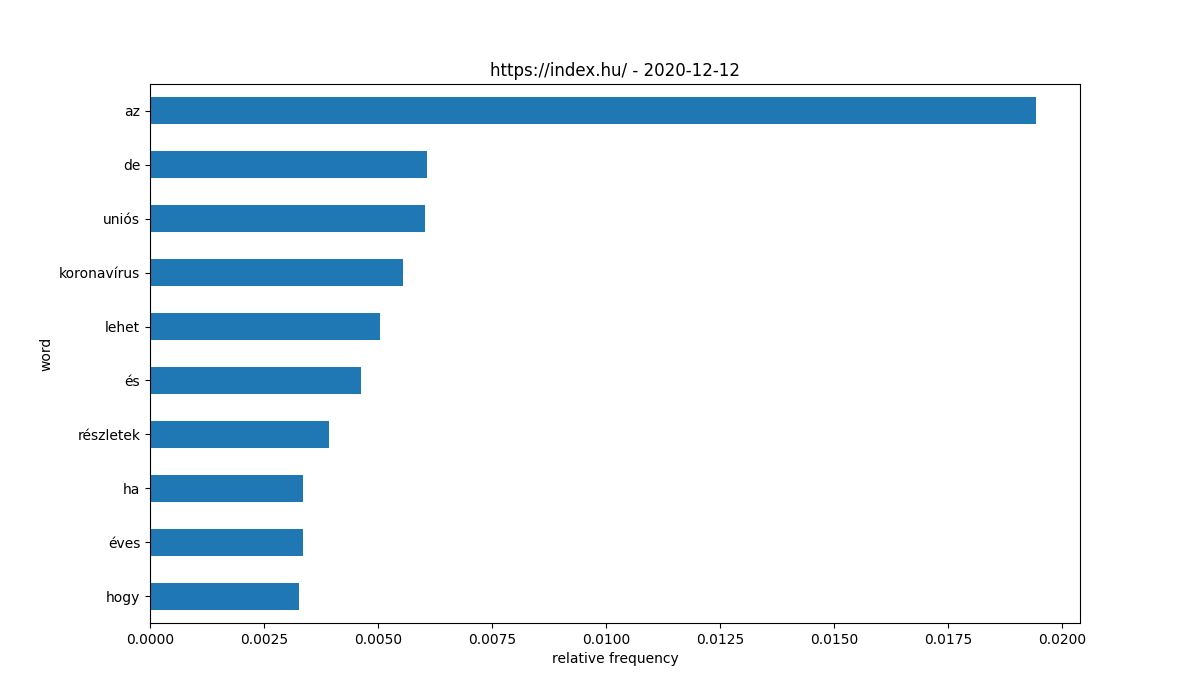 https://index.hu/ - 2020-12-12
az
de
uniós
koronavírus
lehet
és
részletek
ha
éves
hogy
word
0.0000 0.0025 0.0050 0.0075 0.0100 0.0125 0.0150 0.0175 0.0200
relative frequency